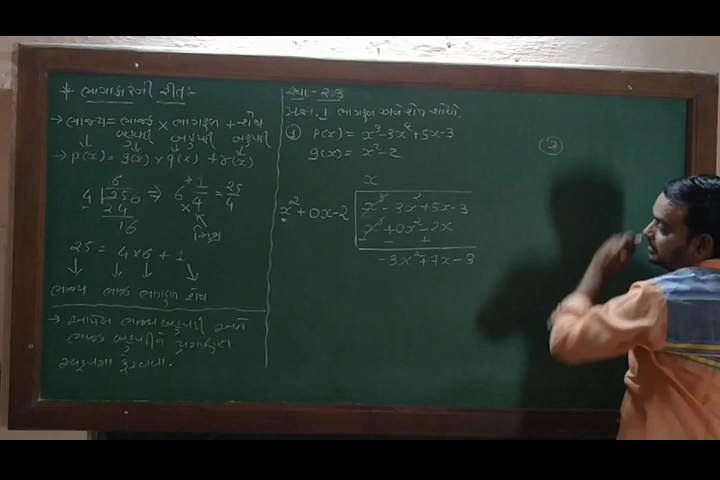 * ભાગાકારની રીત :-
→ ભાજ્ય = ભાજક × ભાગફળ + શેષ
બહુપદી બહુપદી બહુપદી
→ p(x) = g(x) × q(x) + r(x)
6
4 | 256 ⇒ 6 + 1/4 = 25/4
24
16
મિશ્ર
25 = 4×6 + 1
ભાજ્ય ભાજક ભાગફળ શેષ
→ આપેલ ભાજ્ય બહુપદી અને
ભાજક બહુપદીને પ્રમાણિત
સ્વરૂપમાં ફેરવવા.
સ્વા.-2.3
પ્રશ્ન.1 ભાગફળ અને શેષ શોધો.
① p(x) = x³-3x²+5x-3
g(x) = x²-2
x
x²+0x-2 | x³-3x²+5x-3
x³+0x²-2x
- - +
-3x²+7x-3
②